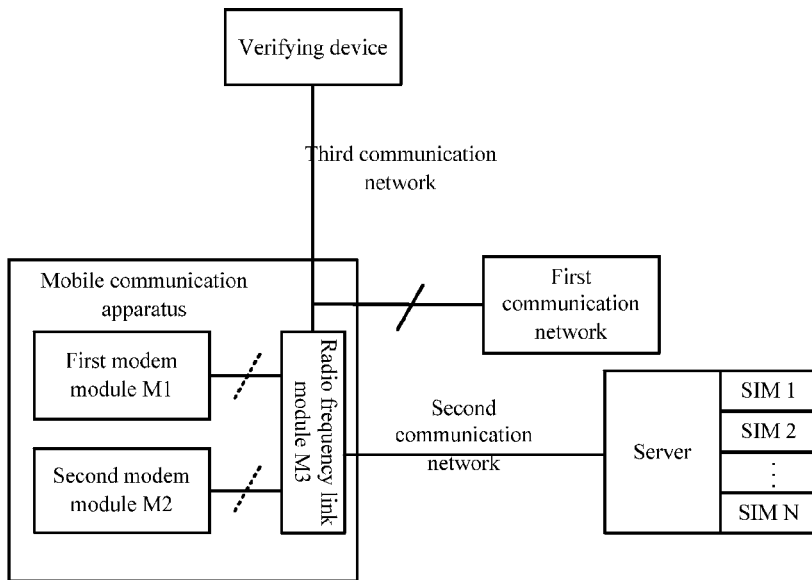 Verifying device
Third communication
network
Mobile communication
apparatus
First
communication
network
First modem
module M1
Radio frequency link
module M3
Second
communication
network
Second modem
module M2
Server
SIM 1
SIM 2
⋮
SIM N